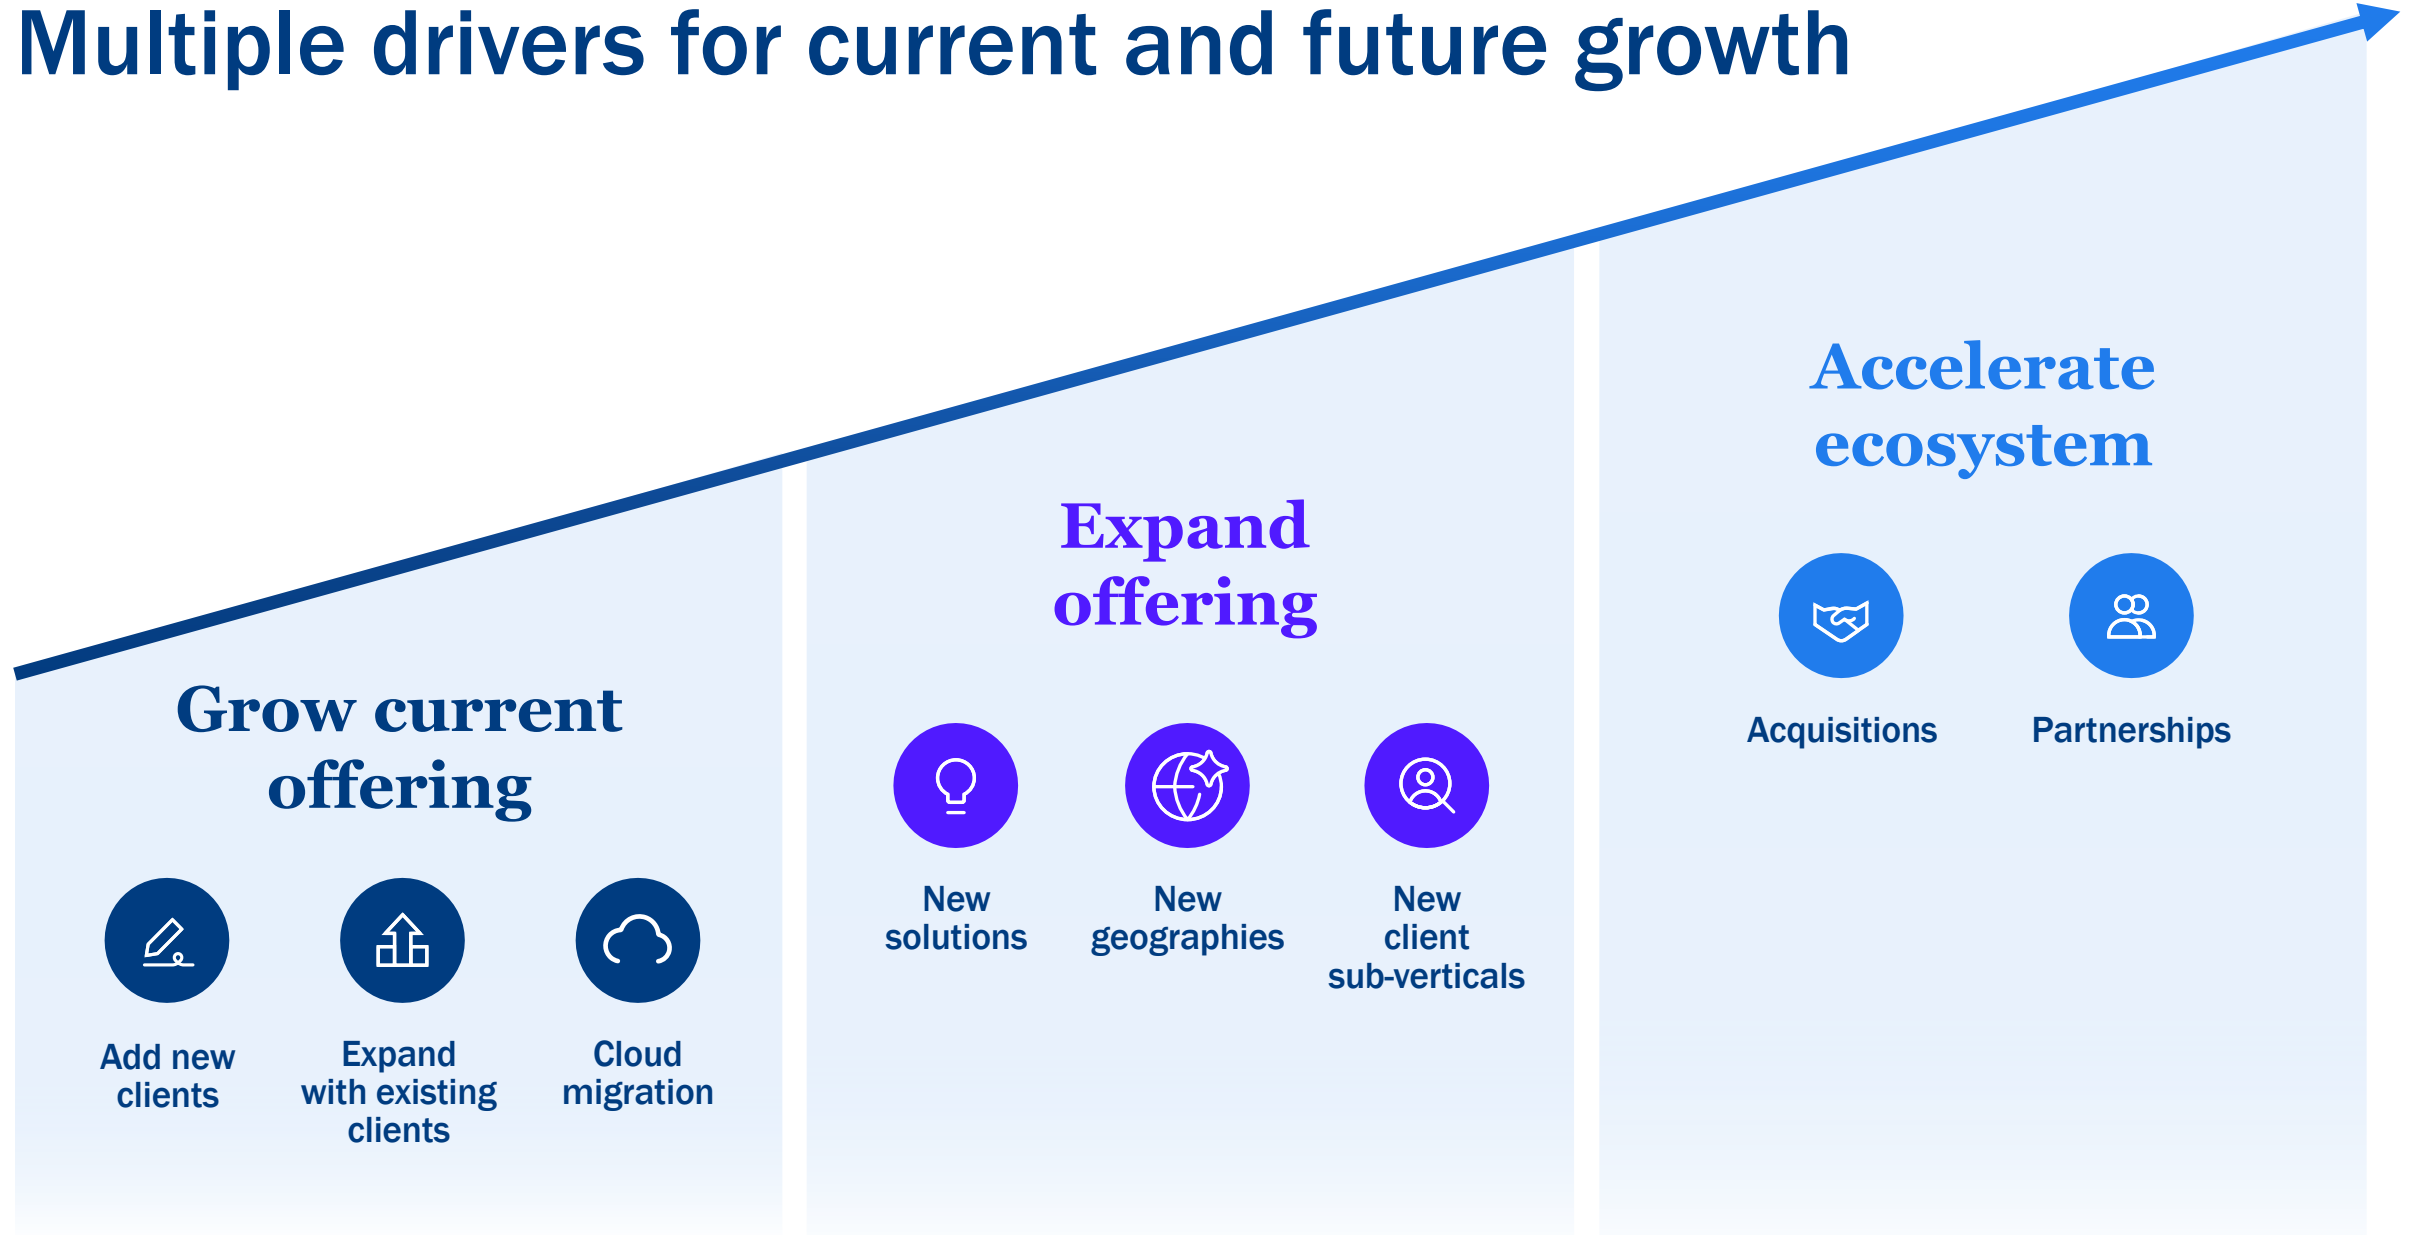 Multiple drivers for current and future growth
Grow current
offering
Add new
clients
Expand
with existing
clients
Cloud
migration
Expand
offering
New
solutions
New
geographies
New
client
sub-verticals
Accelerate
ecosystem
Acquisitions
Partnerships